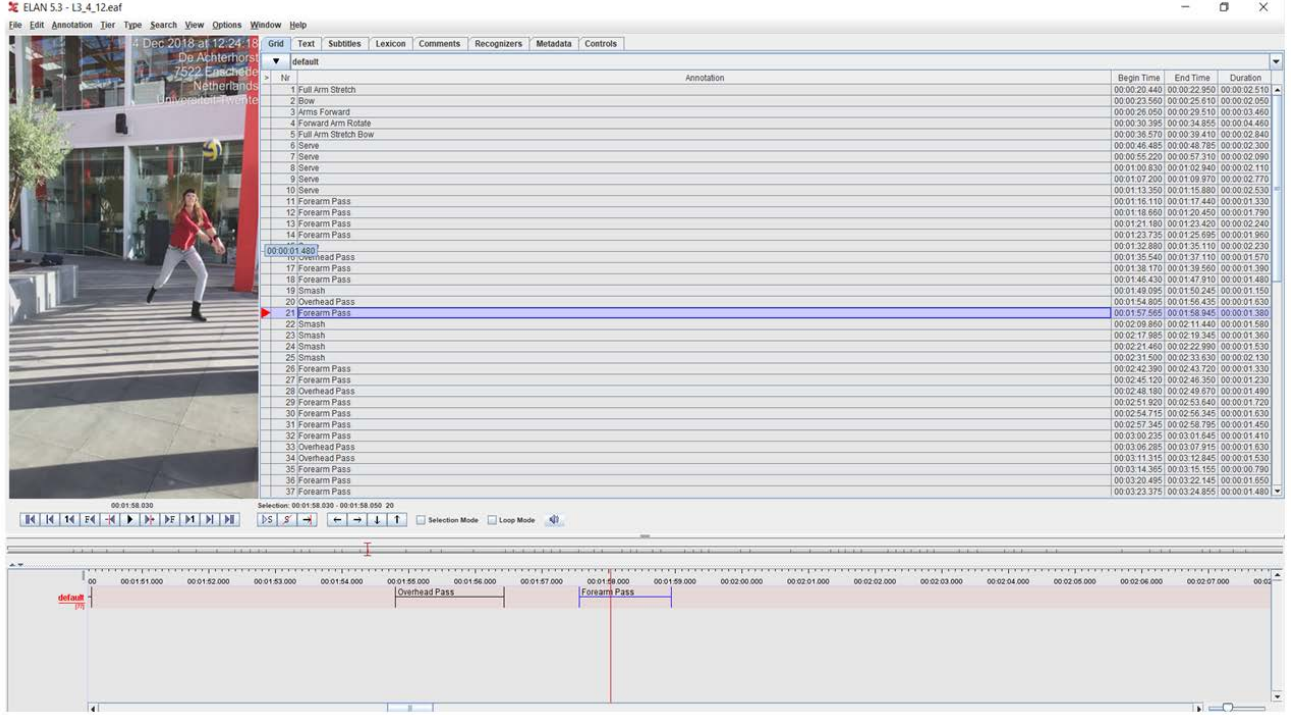 ELAN 5.3 - L3_4_12.eaf
File Edit Annotation Tier Type Search View Options Window Help
4 Dec 2018 at 12:24:18
De Achterhorst
7522 Enschede
Netherlands
Universiteit Twente
Grid Text Subtitles Lexicon Comments Recognizers Metadata Controls
default
> Nr Annotation Begin Time End Time Duration
1 Full Arm Stretch 00:00:20.440 00:00:22.950 00:00:02.510
2 Bow 00:00:23.560 00:00:25.610 00:00:02.050
3 Arms Forward 00:00:26.050 00:00:29.510 00:00:03.460
4 Forward Arm Rotate 00:00:30.395 00:00:34.855 00:00:04.460
5 Full Arm Stretch Bow 00:00:36.570 00:00:39.410 00:00:02.840
6 Serve 00:00:46.485 00:00:48.785 00:00:02.300
7 Serve 00:00:55.220 00:00:57.310 00:00:02.090
8 Serve 00:01:00.830 00:01:02.940 00:00:02.110
9 Serve 00:01:07.200 00:01:09.970 00:00:02.770
10 Serve 00:01:13.350 00:01:15.880 00:00:02.530
11 Forearm Pass 00:01:16.110 00:01:17.440 00:00:01.330
12 Forearm Pass 00:01:18.660 00:01:20.450 00:00:01.790
13 Forearm Pass 00:01:21.180 00:01:23.420 00:00:02.240
14 Forearm Pass 00:01:23.735 00:01:25.695 00:00:01.960
00:01:32.880 00:01:35.110 00:00:02.230
00:00:01.480
16 Overhead Pass 00:01:35.540 00:01:37.110 00:00:01.570
17 Forearm Pass 00:01:38.170 00:01:39.560 00:00:01.390
18 Forearm Pass 00:01:46.430 00:01:47.910 00:00:01.480
19 Smash 00:01:49.095 00:01:50.245 00:00:01.150
20 Overhead Pass 00:01:54.805 00:01:56.435 00:00:01.630
21 Forearm Pass 00:01:57.565 00:01:58.945 00:00:01.380
22 Smash 00:02:09.860 00:02:11.440 00:00:01.580
23 Smash 00:02:17.985 00:02:19.345 00:00:01.360
24 Smash 00:02:21.460 00:02:22.990 00:00:01.530
25 Smash 00:02:31.500 00:02:33.630 00:00:02.130
26 Forearm Pass 00:02:42.390 00:02:43.720 00:00:01.330
27 Forearm Pass 00:02:45.120 00:02:46.350 00:00:01.230
28 Overhead Pass 00:02:48.180 00:02:49.670 00:00:01.490
29 Forearm Pass 00:02:51.920 00:02:53.640 00:00:01.720
30 Forearm Pass 00:02:54.715 00:02:56.345 00:00:01.630
31 Forearm Pass 00:02:57.345 00:02:58.795 00:00:01.450
32 Forearm Pass 00:03:00.235 00:03:01.645 00:00:01.410
33 Overhead Pass 00:03:06.285 00:03:07.915 00:00:01.630
34 Overhead Pass 00:03:11.315 00:03:12.845 00:00:01.530
35 Forearm Pass 00:03:14.365 00:03:15.155 00:00:00.790
36 Forearm Pass 00:03:20.495 00:03:22.145 00:00:01.650
37 Forearm Pass 00:03:23.375 00:03:24.855 00:00:01.480
00:01:58.030 Selection: 00:01:58.030 - 00:01:58.050 20
Selection Mode Loop Mode
00:01:51.000 00:01:52.000 00:01:53.000 00:01:54.000 00:01:55.000 00:01:56.000 00:01:57.000 00:01:58.000 00:01:59.000 00:02:00.000 00:02:01.000 00:02:02.000 00:02:03.000 00:02:04.000 00:02:05.000 00:02:06.000 00:02:07.000 00:02
default Overhead Pass Forearm Pass
[77]